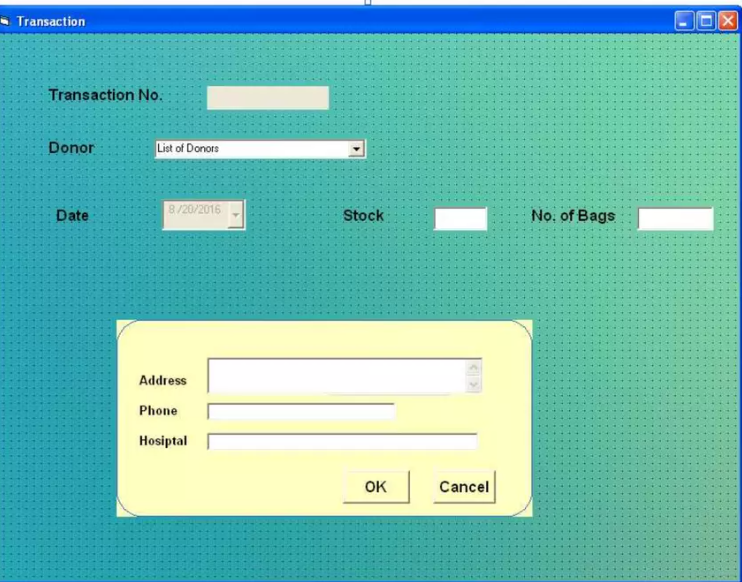 Transaction
Transaction No.
Donor List of Donors
Date 8 /20/2016 Stock No. of Bags
Address
Phone
Hosiptal
OK Cancel